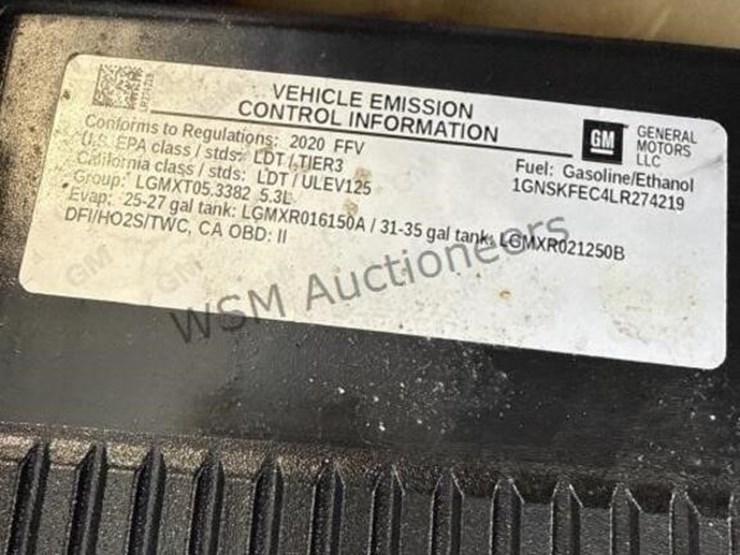 VEHICLE EMISSION
CONTROL INFORMATION
GM GENERAL
MOTORS
LLC
Conforms to Regulations: 2020 FFV
U.S. EPA class / stds: LDT / TIER3
California class / stds: LDT / ULEV125
Group: LGMXT05.3382 5.3L
Evap: 25-27 gal tank: LGMXR016150A / 31-35 gal tank: LGMXR021250B
DFI/HO2S/TWC, CA OBD: II
Fuel: Gasoline/Ethanol
1GNSKFEC4LR274219
WSM Auctioneers
GM
GM